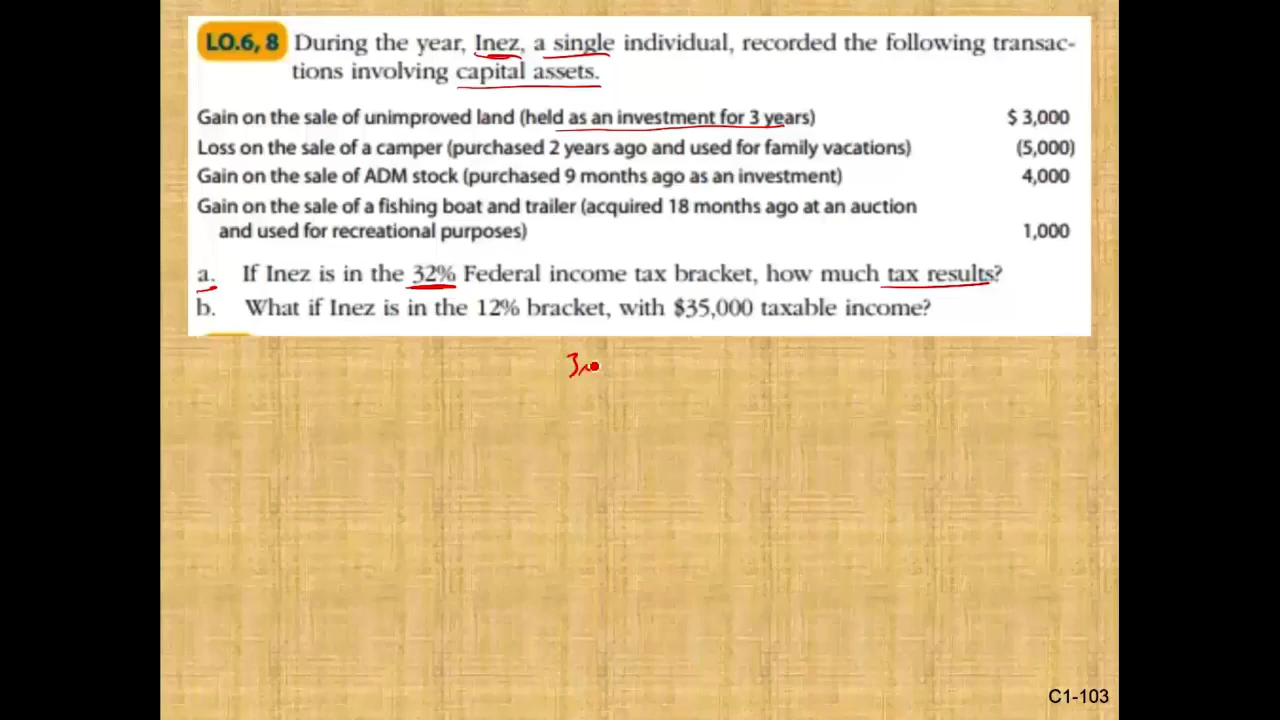 LO.6, 8 During the year, Inez, a single individual, recorded the following transac-
tions involving capital assets.
Gain on the sale of unimproved land (held as an investment for 3 years) $ 3,000
Loss on the sale of a camper (purchased 2 years ago and used for family vacations) (5,000)
Gain on the sale of ADM stock (purchased 9 months ago as an investment) 4,000
Gain on the sale of a fishing boat and trailer (acquired 18 months ago at an auction
and used for recreational purposes) 1,000
a. If Inez is in the 32% Federal income tax bracket, how much tax results?
b. What if Inez is in the 12% bracket, with $35,000 taxable income?
C1-103